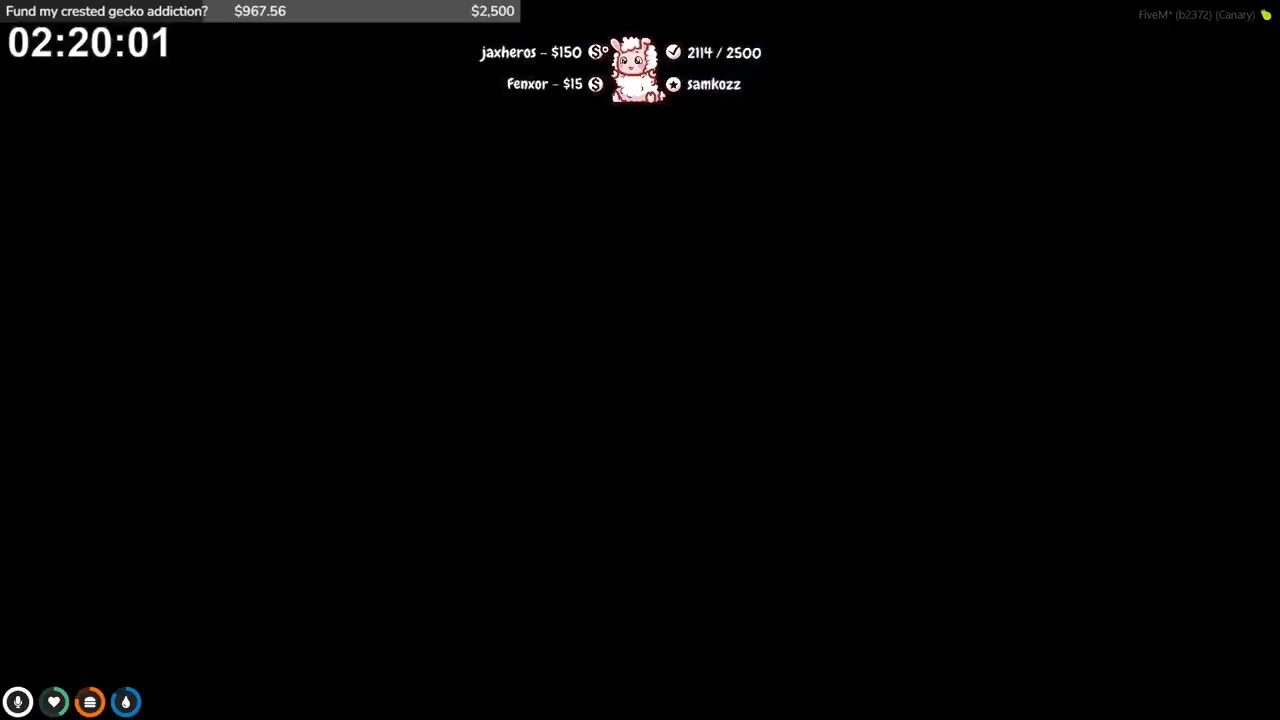 Fund my crested gecko addiction? $967.56 $2,500
FiveM* (b2372) (Canary)
02:20:01
jaxheros – $150 2114 / 2500
Fenxor – $15 samkozz